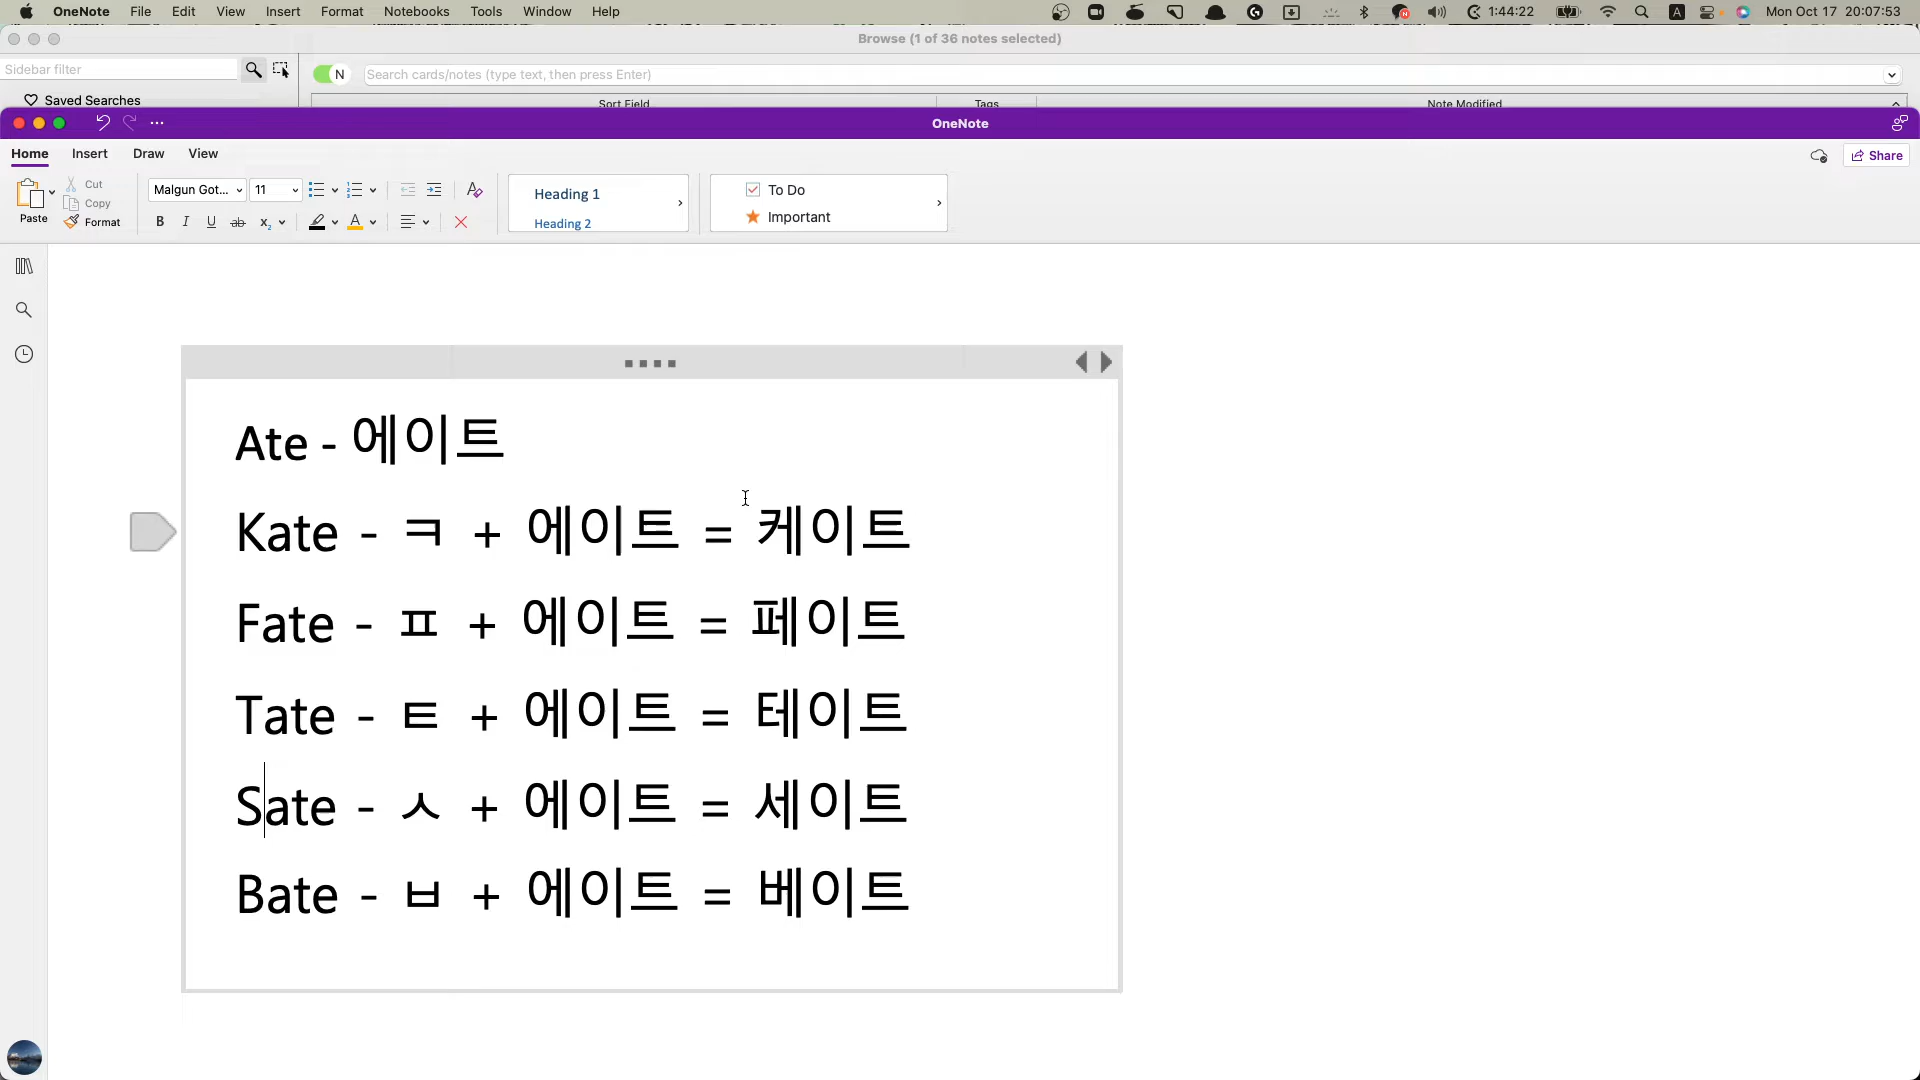 OneNote File Edit View Insert Format Notebooks Tools Window Help 1:44:22 A Mon Oct 17 20:07:53
Browse (1 of 36 notes selected)
Sidebar filter N Search cards/notes (type text, then press Enter)
Saved Searches Sort Field Tags Note Modified
OneNote
Home Insert Draw View Share
Paste Cut Copy Format Malgun Got... 11 Heading 1 To Do
B I U ab x2 A Heading 2 Important
Ate - 에이트
Kate - ㅋ + 에이트 = 케이트
Fate - ㅍ + 에이트 = 페이트
Tate - ㅌ + 에이트 = 테이트
Sate - ㅅ + 에이트 = 세이트
Bate - ㅂ + 에이트 = 베이트